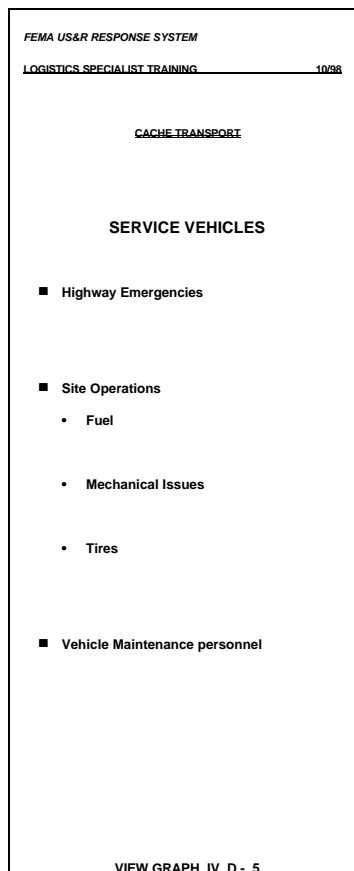 FEMA US&R RESPONSE SYSTEM
LOGISTICS SPECIALIST TRAINING 10/98
CACHE TRANSPORT
SERVICE VEHICLES
■ Highway Emergencies
■ Site Operations
• Fuel
• Mechanical Issues
• Tires
■ Vehicle Maintenance personnel
VIEW GRAPH IV D - 5